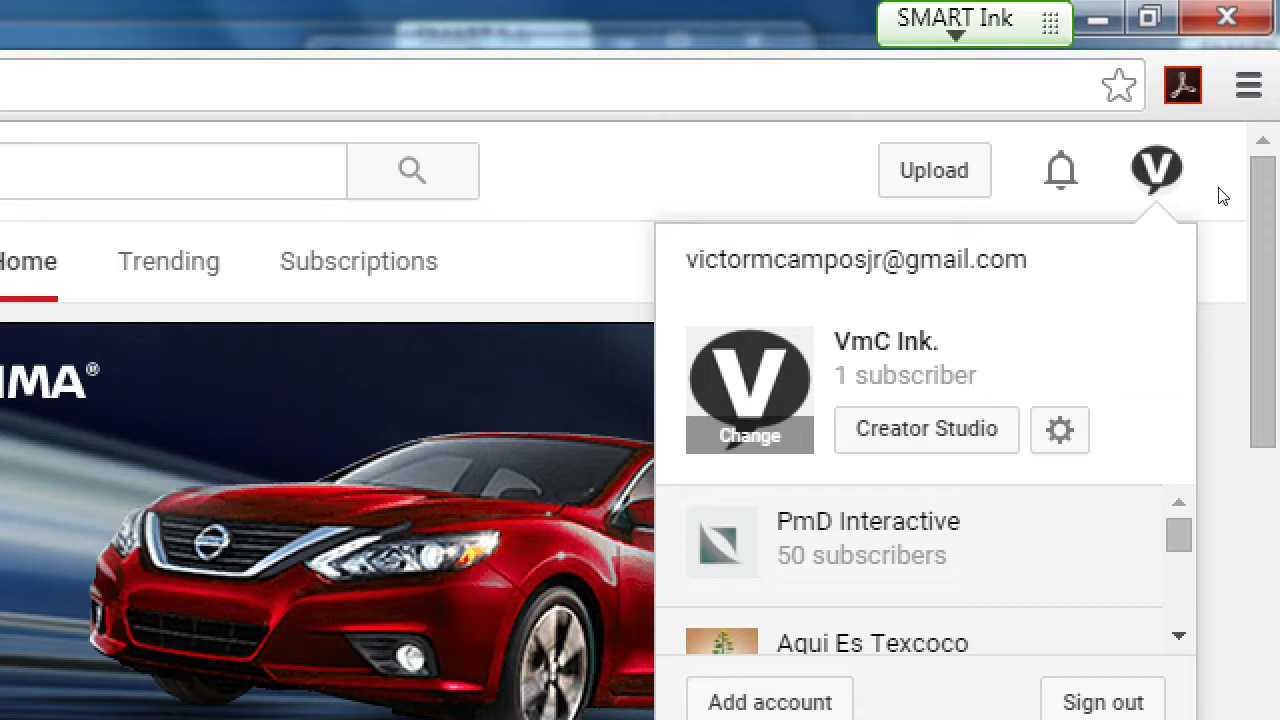 SMART Ink
Upload
Home
Trending
Subscriptions
victormcamposjr@gmail.com
IMA®
VmC Ink.
1 subscriber
Change
Creator Studio
PmD Interactive
50 subscribers
Aqui Es Texcoco
Add account
Sign out